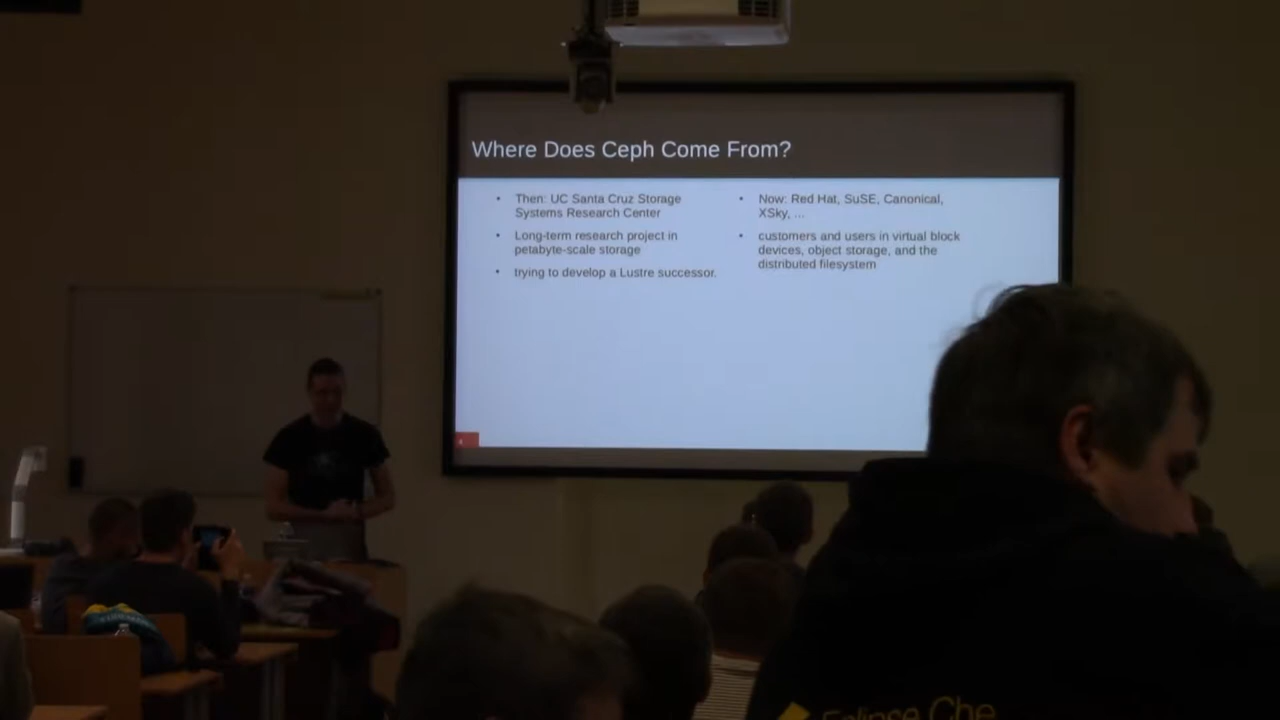 Where Does Ceph Come From?
• Then: UC Santa Cruz Storage
Systems Research Center
• Long-term research project in
petabyte-scale storage
• trying to develop a Lustre successor.
• Now: Red Hat, SuSE, Canonical,
XSky, ...
• customers and users in virtual block
devices, object storage, and the
distributed filesystem
Eclipse Che